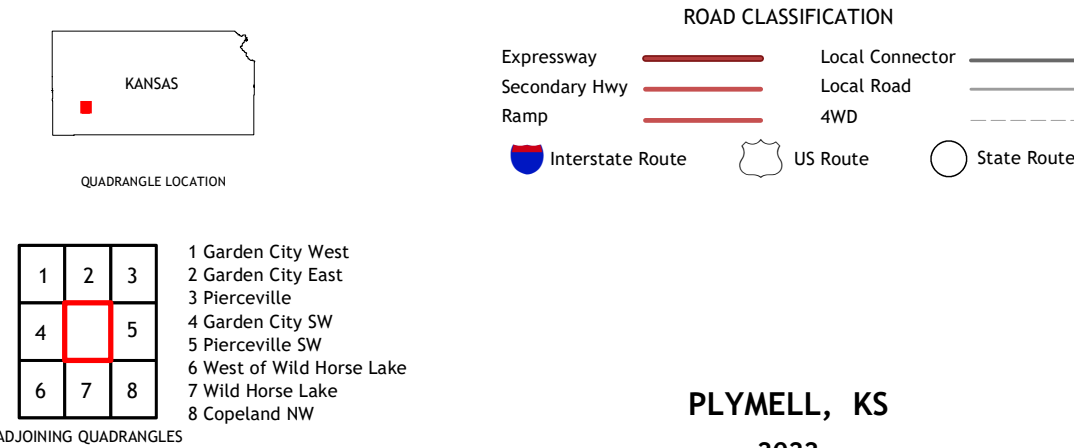 KANSAS
QUADRANGLE LOCATION
ROAD CLASSIFICATION
Expressway
Secondary Hwy
Ramp
Local Connector
Local Road
4WD
Interstate Route
US Route
State Route
1 2 3
4 5
6 7 8
ADJOINING QUADRANGLES
1 Garden City West
2 Garden City East
3 Pierceville
4 Garden City SW
5 Pierceville SW
6 West of Wild Horse Lake
7 Wild Horse Lake
8 Copeland NW
PLYMELL, KS